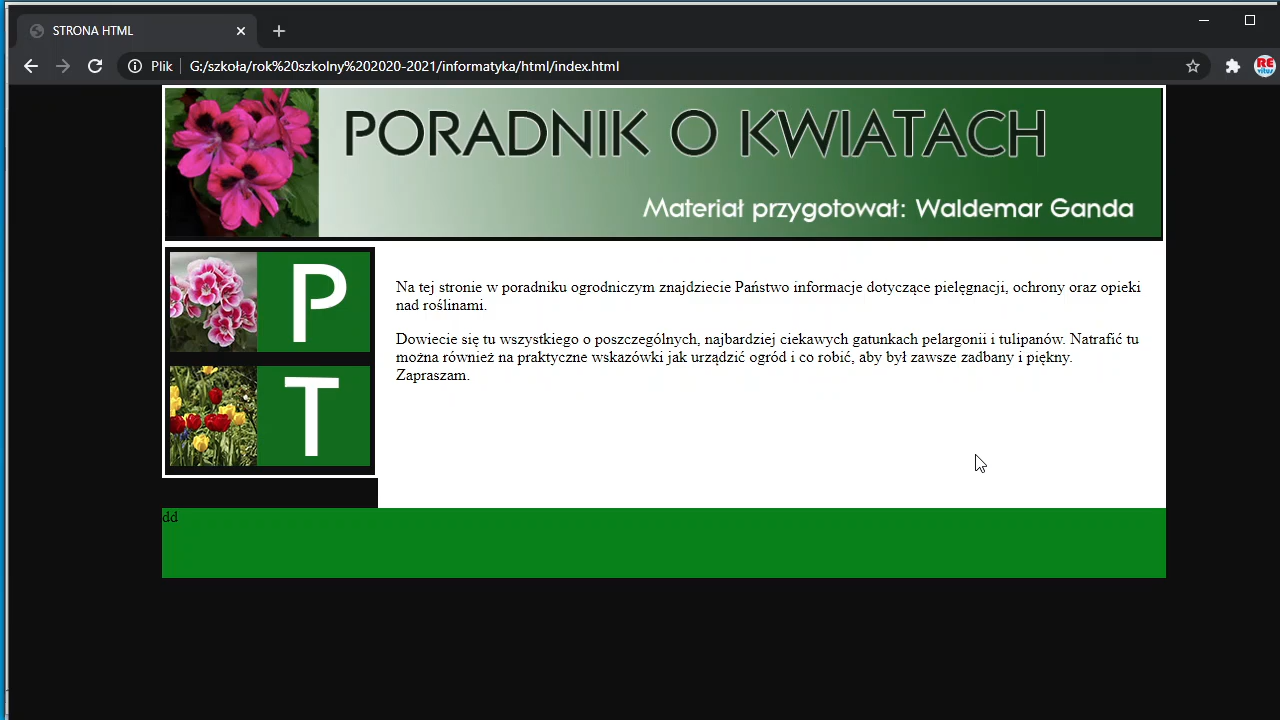 STRONA HTML
Plik G:/szkoła/rok%20szkolny%202020-2021/informatyka/html/index.html
RE
vitus
PORADNIK O KWIATACH
Materiał przygotował: Waldemar Ganda
P
Na tej stronie w poradniku ogrodniczym znajdziecie Państwo informacje dotyczące pielęgnacji, ochrony oraz opieki
nad roślinami.
Dowiecie się tu wszystkiego o poszczególnych, najbardziej ciekawych gatunkach pelargonii i tulipanów. Natrafić tu
można również na praktyczne wskazówki jak urządzić ogród i co robić, aby był zawsze zadbany i piękny.
Zapraszam.
T
dd